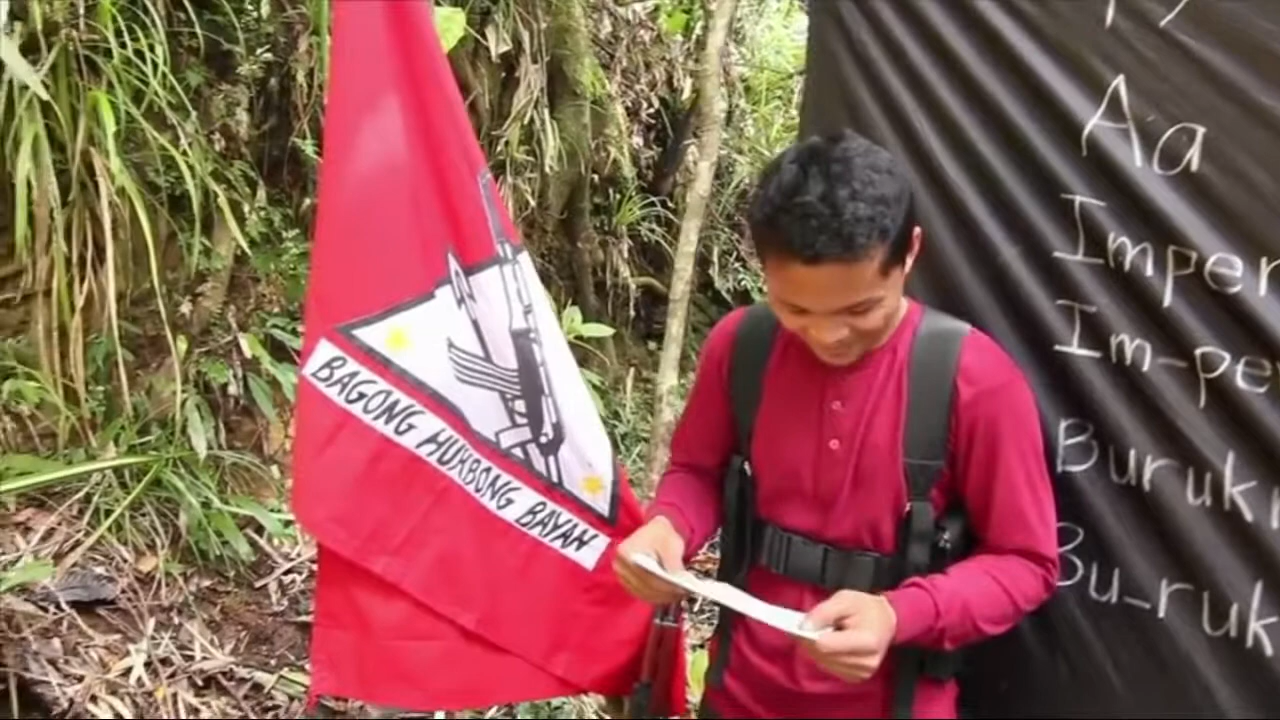 BAGONG HUKBONG BAYAN
Aa
Imper
Im-pe
Buruk
Bu-ruk